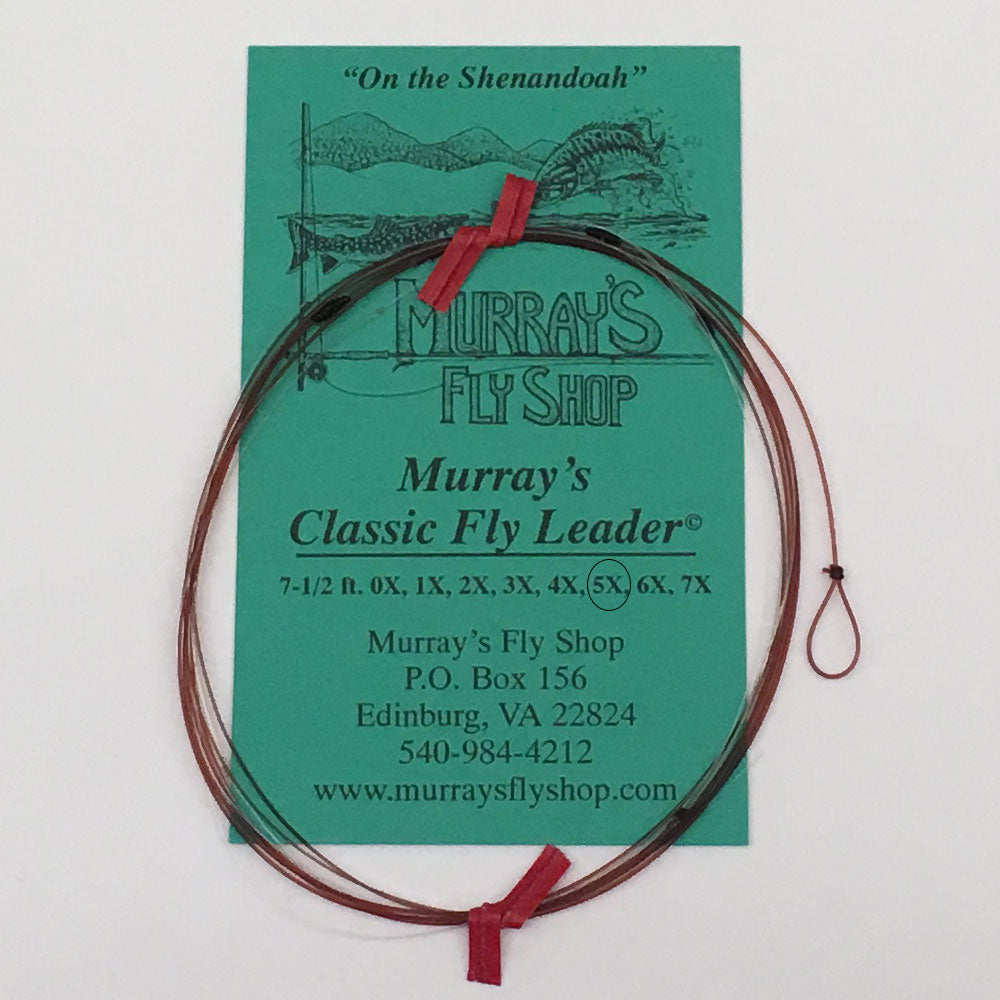 “On the Shenandoah”
MURRAY'S
FLY SHOP
Murray's
Classic Fly Leader©
7-1/2 ft. 0X, 1X, 2X, 3X, 4X, 5X, 6X, 7X
Murray's Fly Shop
P.O. Box 156
Edinburg, VA 22824
540-984-4212
www.murraysflyshop.com